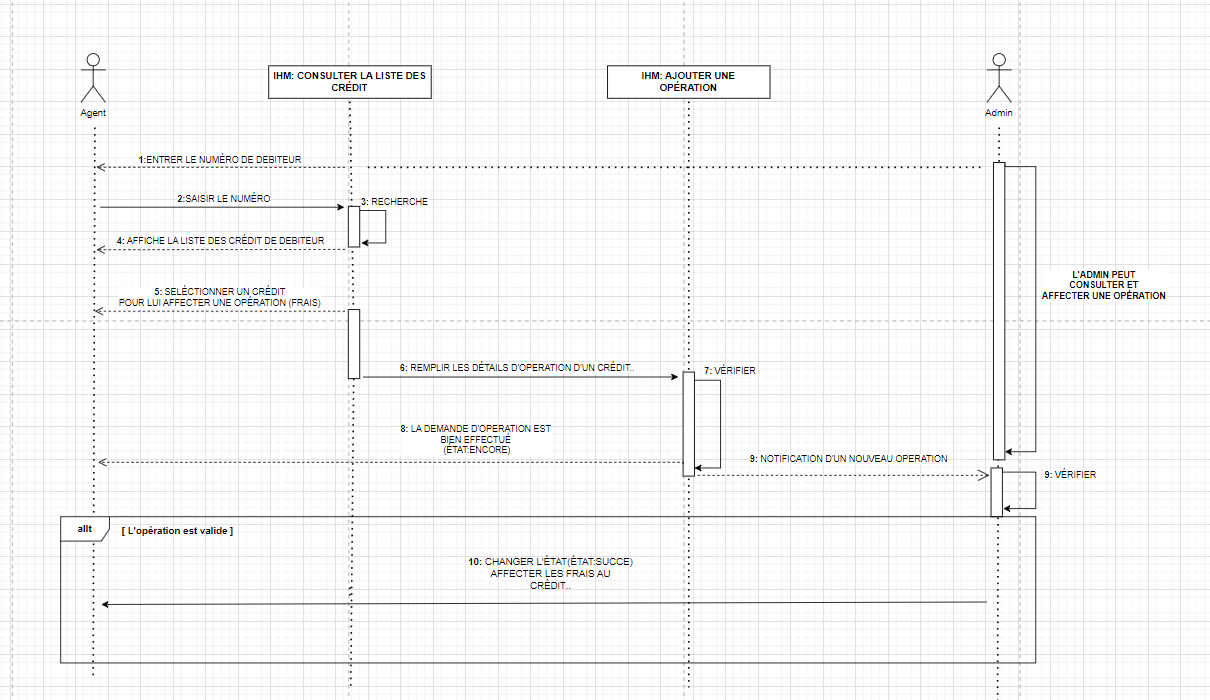 IHM: CONSULTER LA LISTE DES
CRÉDIT
IHM: AJOUTER UNE
OPÉRATION
Agent
Admin
1:ENTRER LE NUMÉRO DE DEBITEUR
2:SAISIR LE NUMÉRO
3: RECHERCHE
4: AFFICHE LA LISTE DES CRÉDIT DE DEBITEUR
L'ADMIN PEUT
CONSULTER ET
AFFECTER UNE OPÉRATION
5: SELÉCTIONNER UN CRÉDIT
POUR LUI AFFECTER UNE OPÉRATION (FRAIS)
6: REMPLIR LES DÉTAILS D'OPERATION D'UN CRÉDIT..
7: VÉRIFIER
8: LA DEMANDE D'OPERATION EST
BIEN EFFECTUÉ
(ÉTAT:ENCORE)
9: NOTIFICATION D'UN NOUVEAU OPERATION
9: VÉRIFIER
allt
[ L'opération est valide ]
10: CHANGER L'ÉTAT(ÉTAT:SUCCE)
AFFECTER LES FRAIS AU
CRÉDIT..